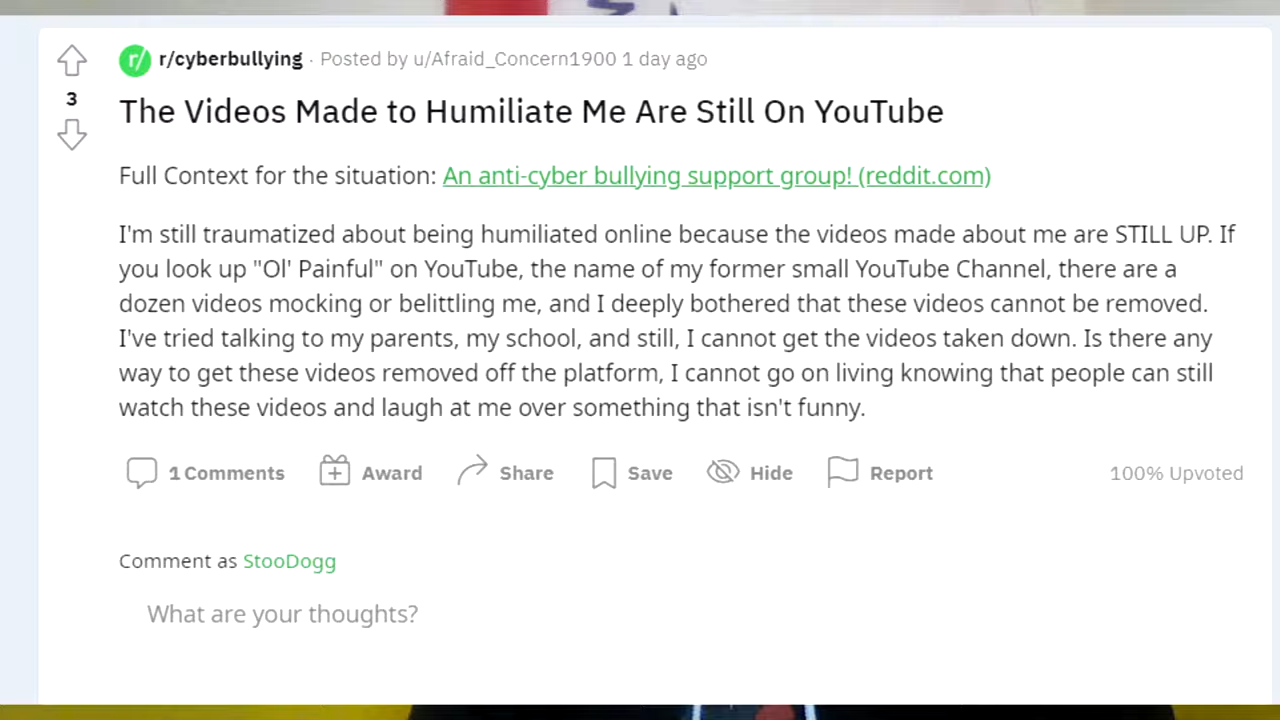 r/cyberbullying · Posted by u/Afraid_Concern1900 1 day ago
3
The Videos Made to Humiliate Me Are Still On YouTube
Full Context for the situation: An anti-cyber bullying support group! (reddit.com)
I'm still traumatized about being humiliated online because the videos made about me are STILL UP. If
you look up "Ol' Painful" on YouTube, the name of my former small YouTube Channel, there are a
dozen videos mocking or belittling me, and I deeply bothered that these videos cannot be removed.
I've tried talking to my parents, my school, and still, I cannot get the videos taken down. Is there any
way to get these videos removed off the platform, I cannot go on living knowing that people can still
watch these videos and laugh at me over something that isn't funny.
1 Comments Award Share Save Hide Report 100% Upvoted
Comment as StooDogg
What are your thoughts?